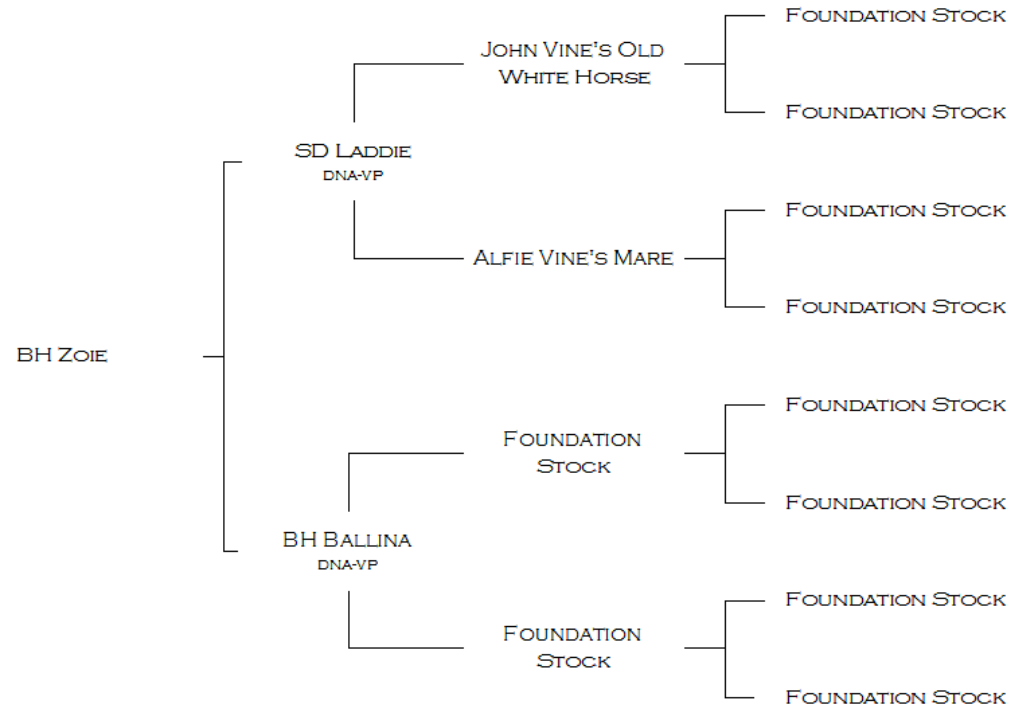 Foundation Stock
John Vine's Old
White Horse
Foundation Stock
SD Laddie
DNA-VP
Foundation Stock
Alfie Vine's Mare
Foundation Stock
BH Zoie
Foundation Stock
Foundation
Stock
Foundation Stock
BH Ballina
DNA-VP
Foundation Stock
Foundation
Stock
Foundation Stock